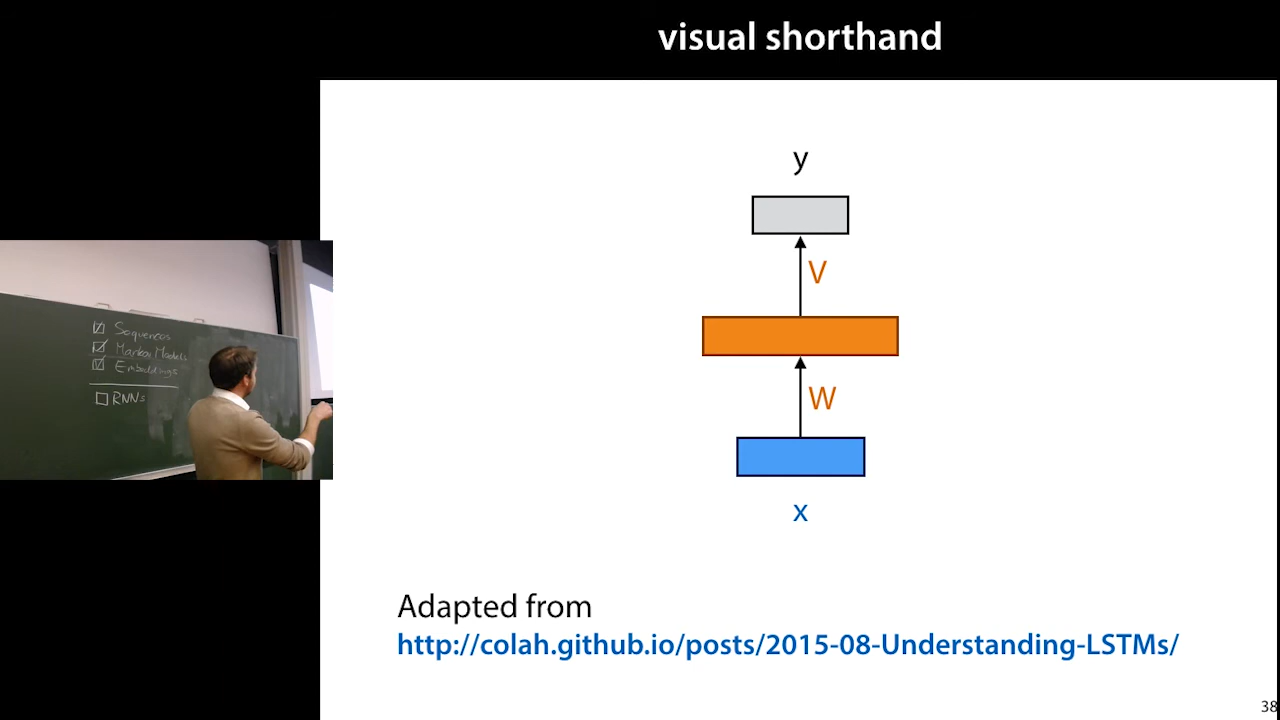 visual shorthand
y
V
W
x
Adapted from
http://colah.github.io/posts/2015-08-Understanding-LSTMs/
38
Sequences
Markov Models
Embeddings
RNNs